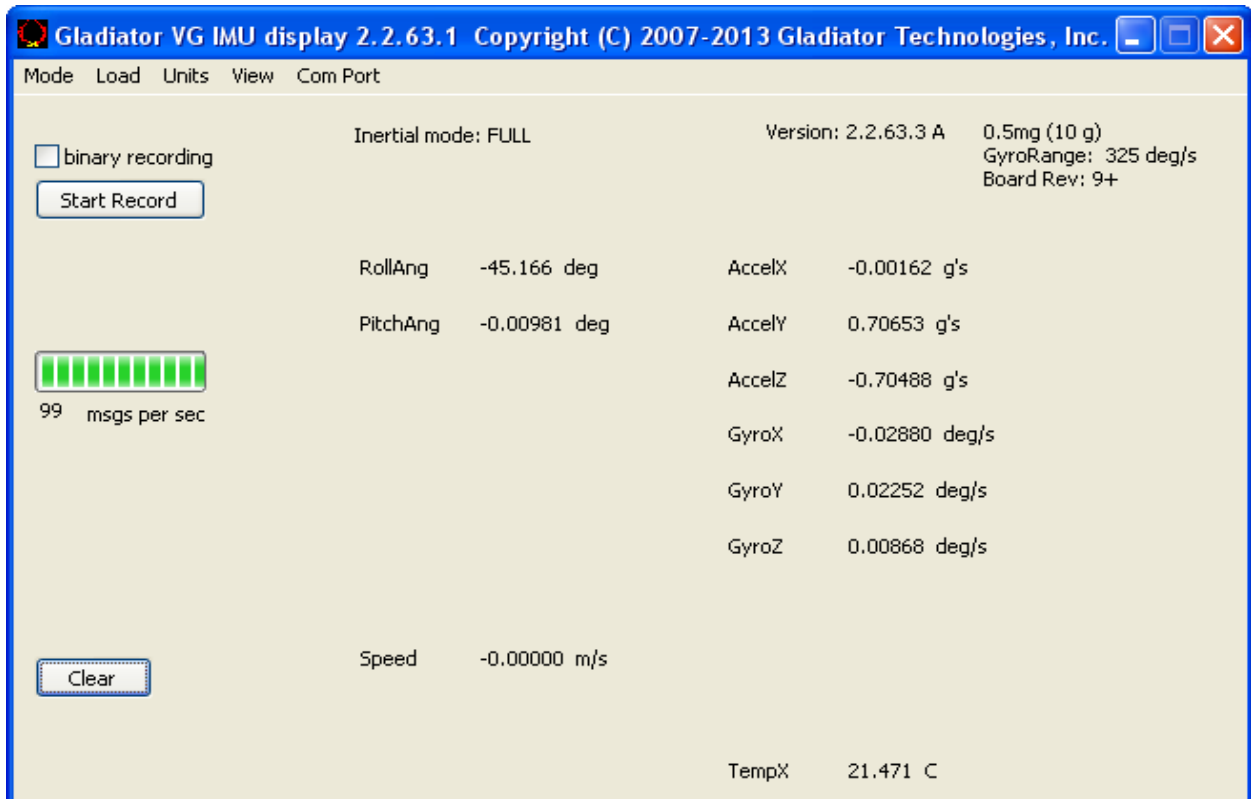 Gladiator VG IMU display 2.2.63.1 Copyright (C) 2007-2013 Gladiator Technologies, Inc.
Mode Load Units View Com Port
Inertial mode: FULL
Version: 2.2.63.3 A
0.5mg (10 g)
GyroRange: 325 deg/s
Board Rev: 9+
binary recording
Start Record
RollAng -45.166 deg
AccelX -0.00162 g's
PitchAng -0.00981 deg
AccelY 0.70653 g's
AccelZ -0.70488 g's
99 msgs per sec
GyroX -0.02880 deg/s
GyroY 0.02252 deg/s
GyroZ 0.00868 deg/s
Speed -0.00000 m/s
Clear
TempX 21.471 C